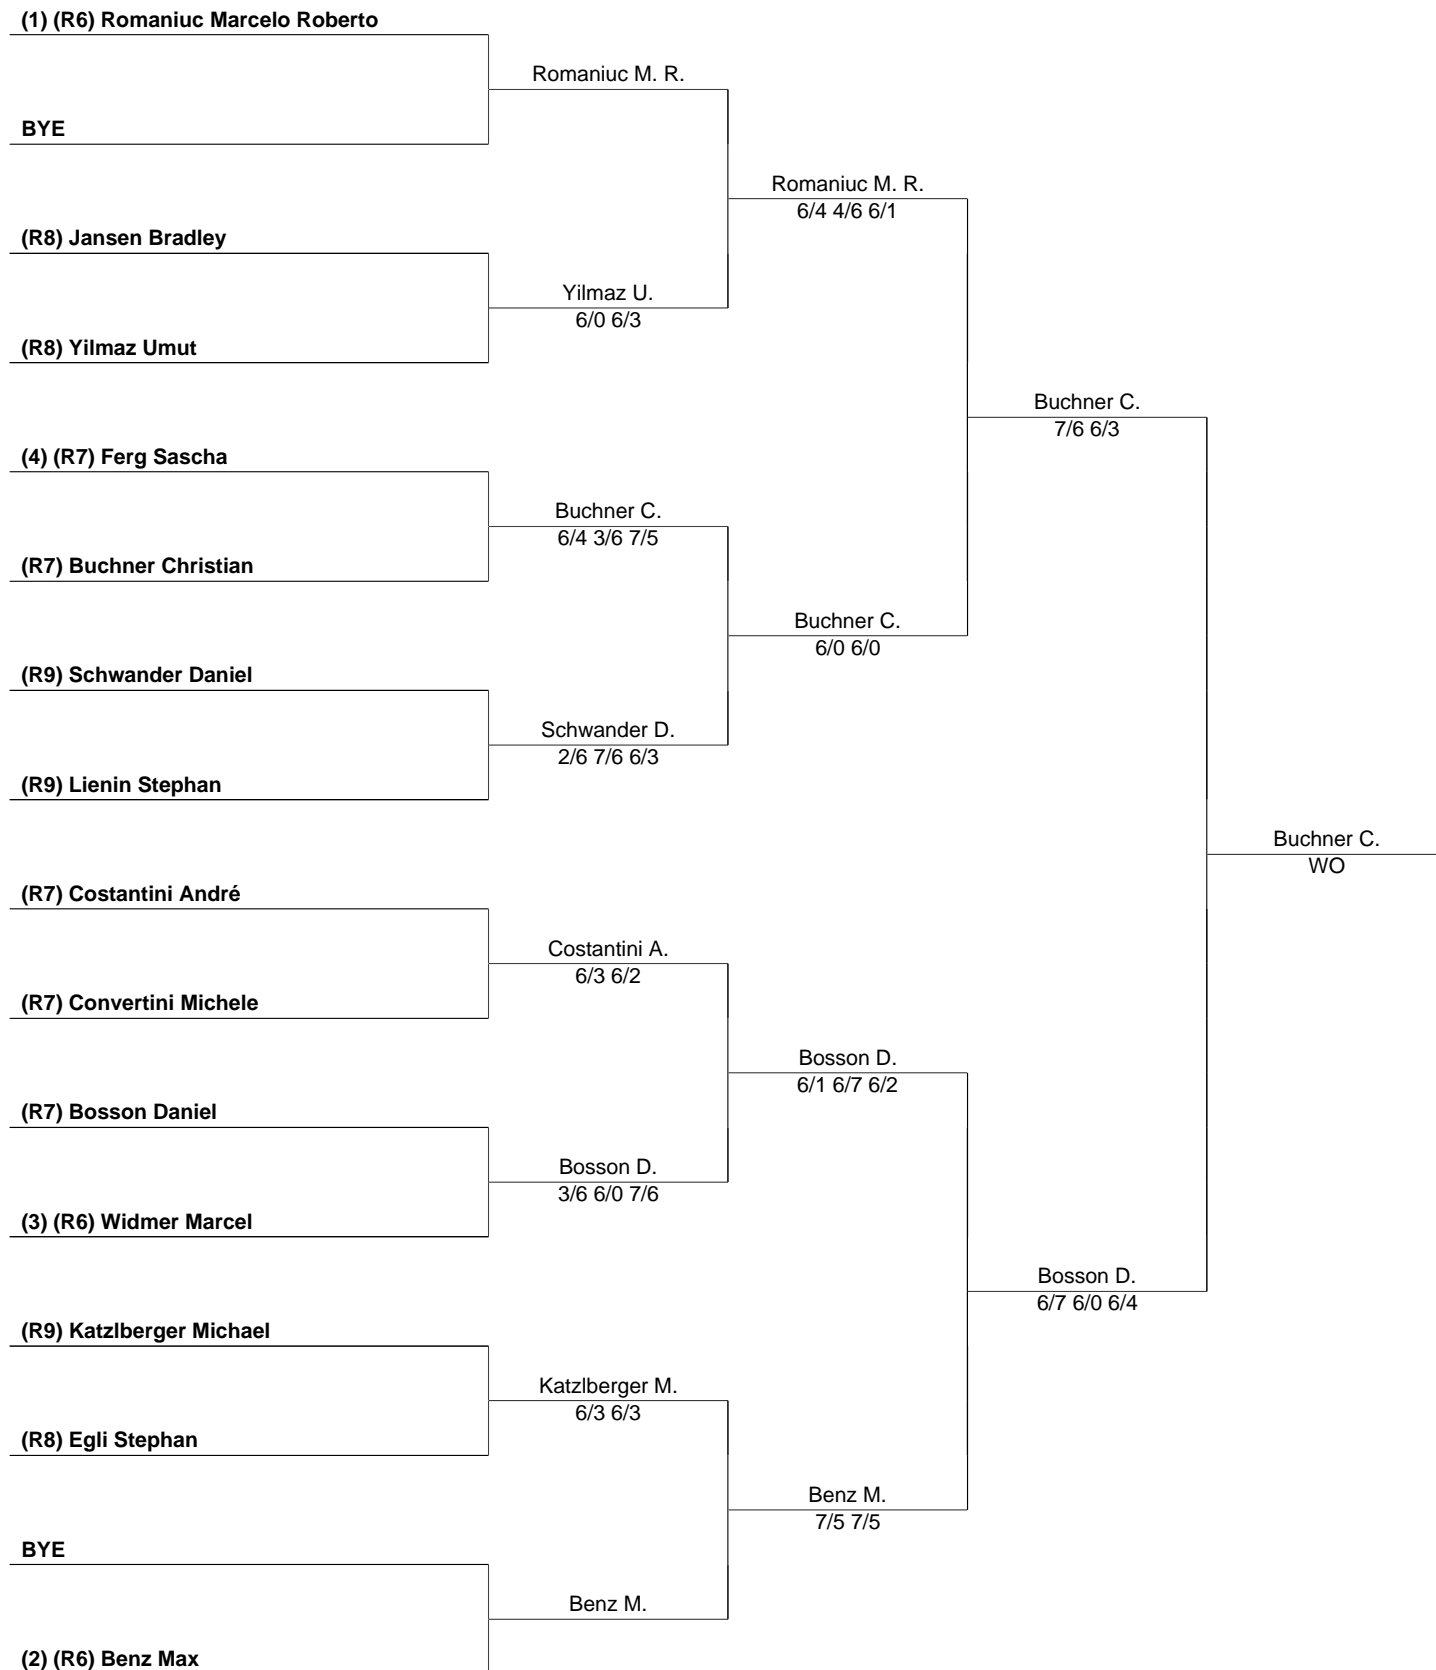 (1) (R6) Romaniuc Marcelo Roberto
Romaniuc M. R.
BYE
Romaniuc M. R.
6/4 4/6 6/1
(R8) Jansen Bradley
Yilmaz U.
6/0 6/3
(R8) Yilmaz Umut
Buchner C.
7/6 6/3
(4) (R7) Ferg Sascha
Buchner C.
6/4 3/6 7/5
(R7) Buchner Christian
Buchner C.
6/0 6/0
(R9) Schwander Daniel
Schwander D.
2/6 7/6 6/3
(R9) Lienin Stephan
Buchner C.
WO
(R7) Costantini André
Costantini A.
6/3 6/2
(R7) Convertini Michele
Bosson D.
6/1 6/7 6/2
(R7) Bosson Daniel
Bosson D.
3/6 6/0 7/6
(3) (R6) Widmer Marcel
Bosson D.
6/7 6/0 6/4
(R9) Katzlberger Michael
Katzlberger M.
6/3 6/3
(R8) Egli Stephan
Benz M.
7/5 7/5
BYE
Benz M.
(2) (R6) Benz Max